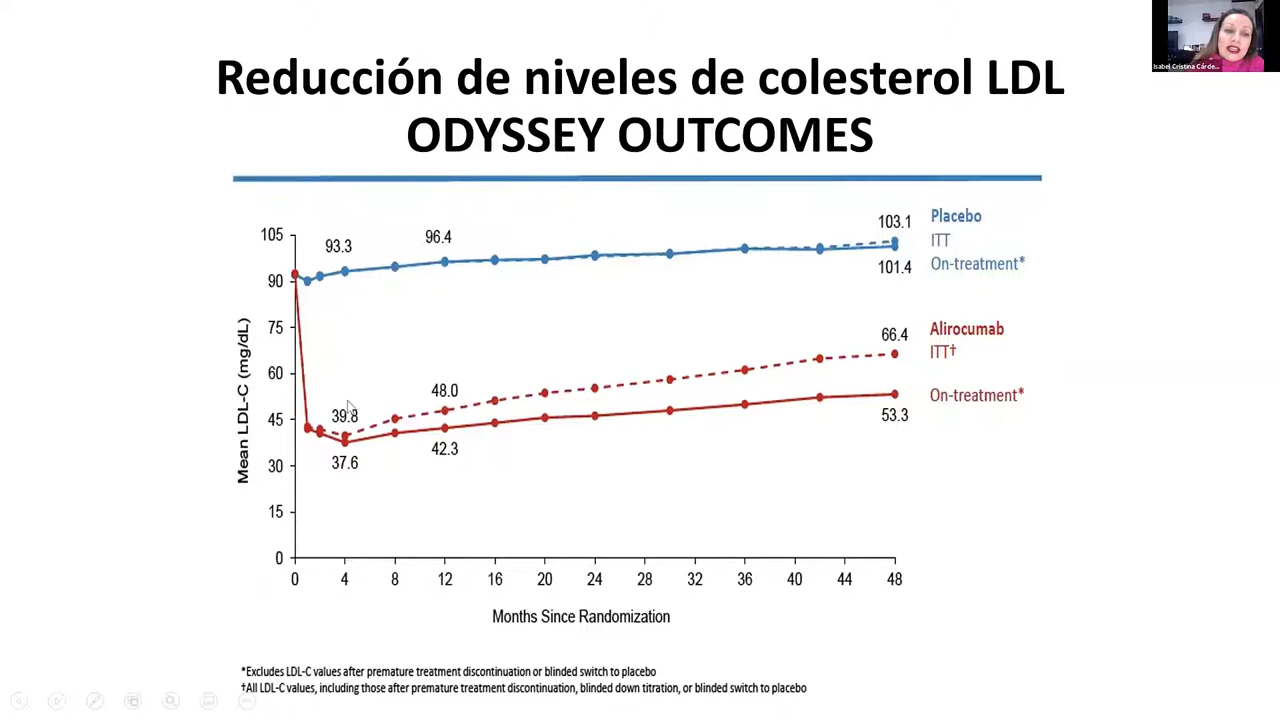 Isabel Cristina Cárde...
Reducción de niveles de colesterol LDL
ODYSSEY OUTCOMES
Placebo
ITT
On-treatment*
103.1
101.4
93.3
96.4
Alirocumab
ITT†
On-treatment*
66.4
53.3
39.8
48.0
37.6
42.3
Mean LDL-C (mg/dL)
105
90
75
60
45
30
15
0
0 4 8 12 16 20 24 28 32 36 40 44 48
Months Since Randomization
*Excludes LDL-C values after premature treatment discontinuation or blinded switch to placebo
†All LDL-C values, including those after premature treatment discontinuation, blinded down titration, or blinded switch to placebo